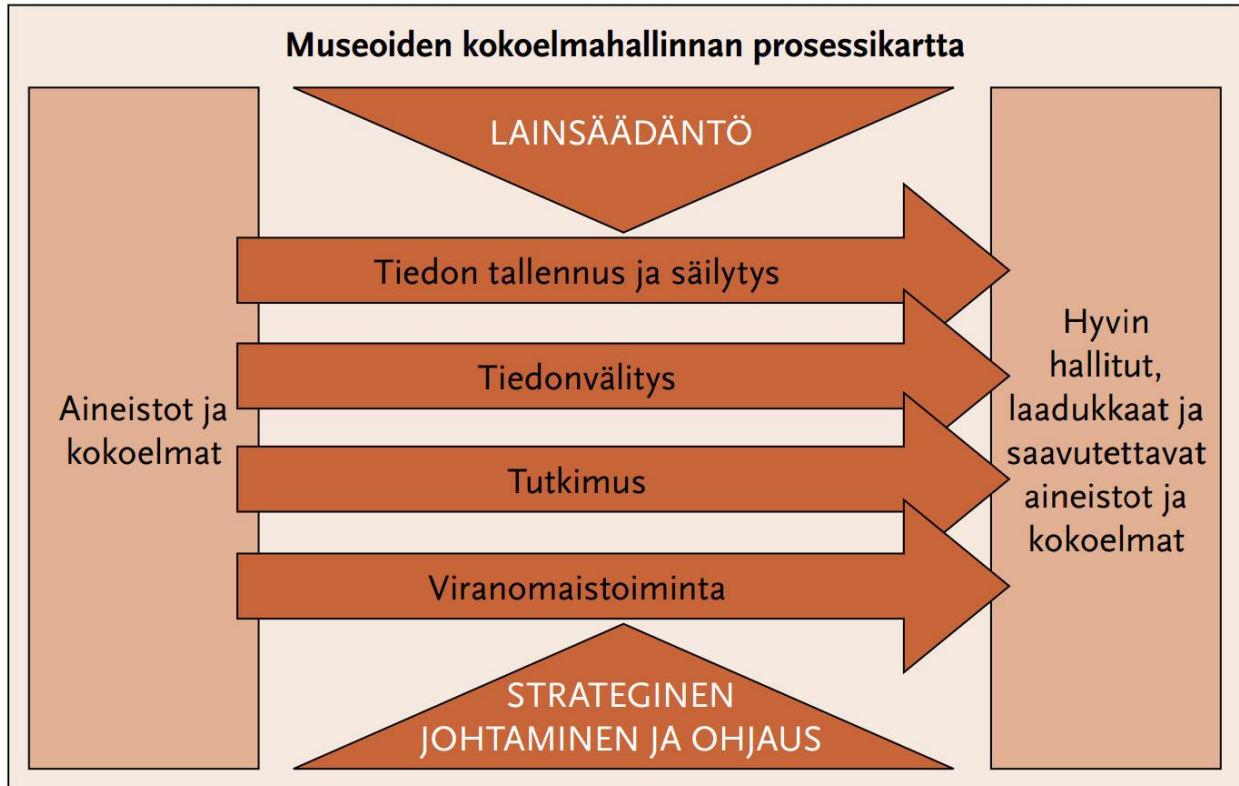 Museoiden kokoelmahallinnan prosessikartta
LAINSÄÄDÄNTÖ
Aineistot ja
kokoelmat
Tiedon tallennus ja säilytys
Tiedonvälitys
Tutkimus
Viranomaistoiminta
Hyvin
hallitut,
laadukkaat ja
saavutettavat
aineistot ja
kokoelmat
STRATEGINEN
JOHTAMINEN JA OHJAUS